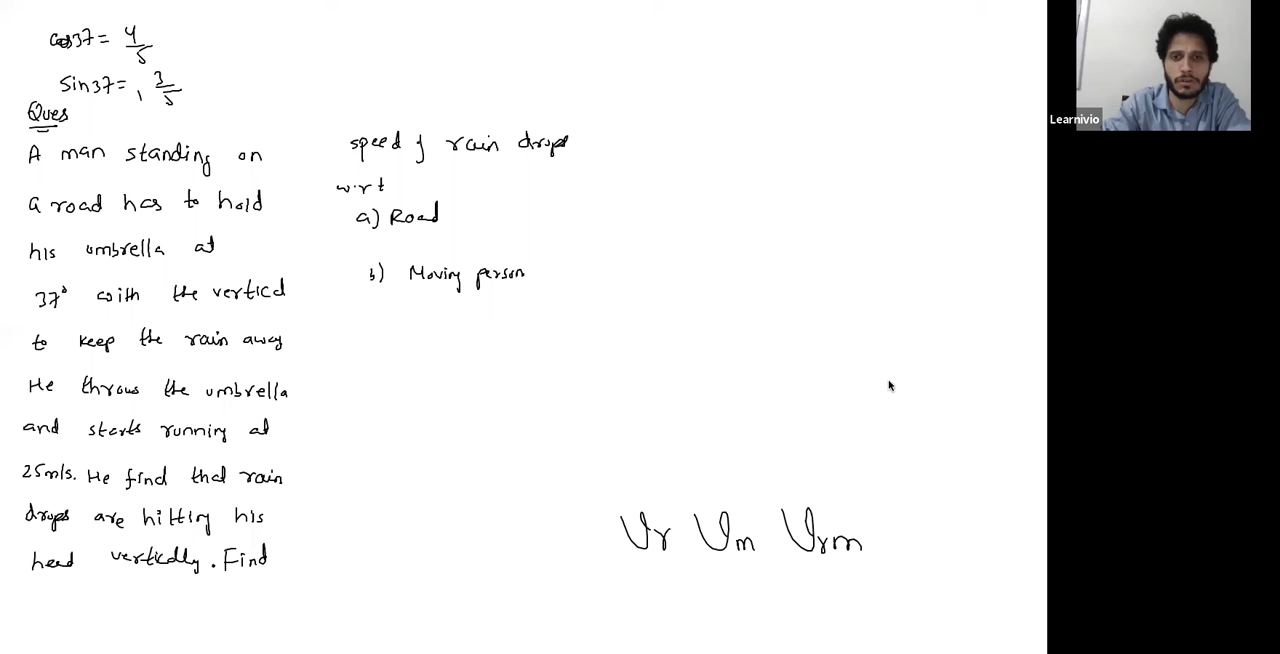 cos37 = 4/5
Sin37 = 3/5
Ques
A man standing on
a road has to hold
his umbrella at
37° with the vertical
to keep the rain away
He throws the umbrella
and starts running at
25m/s. He find that rain
drops are hitting his
head vertically. Find
speed of rain drops
w.r.t
a) Road
b) Moving person
Vr Vm Vrm
Learnivio